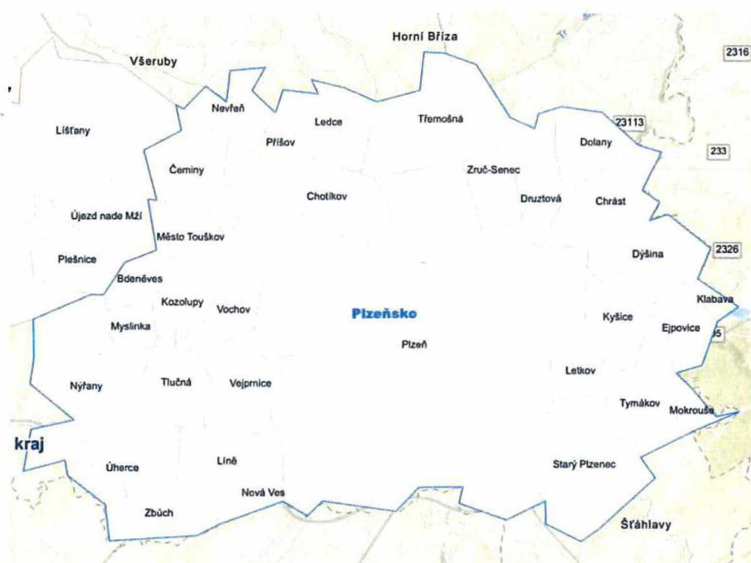 Horní Bříza
Všeruby
2316
Nevřeň
Ledce
Třemošná
23113
Líšťany
Příšov
Dolany
233
Čeminy
Zruč-Senec
Chotíkov
Druztová
Chrást
Újezd nade Mží
Město Touškov
2326
Plešnice
Dýšina
Bdeněves
Kozolupy
Vochov
Klabava
Plzeňsko
Kyšice
Myslinka
Ejpovice
Plzeň
Letkov
Nýřany
Tlučná
Vejprnice
Tymákov
Mokrouše
kraj
Úherce
Líně
Starý Plzenec
Nová Ves
Zbůch
Šťáhlavy